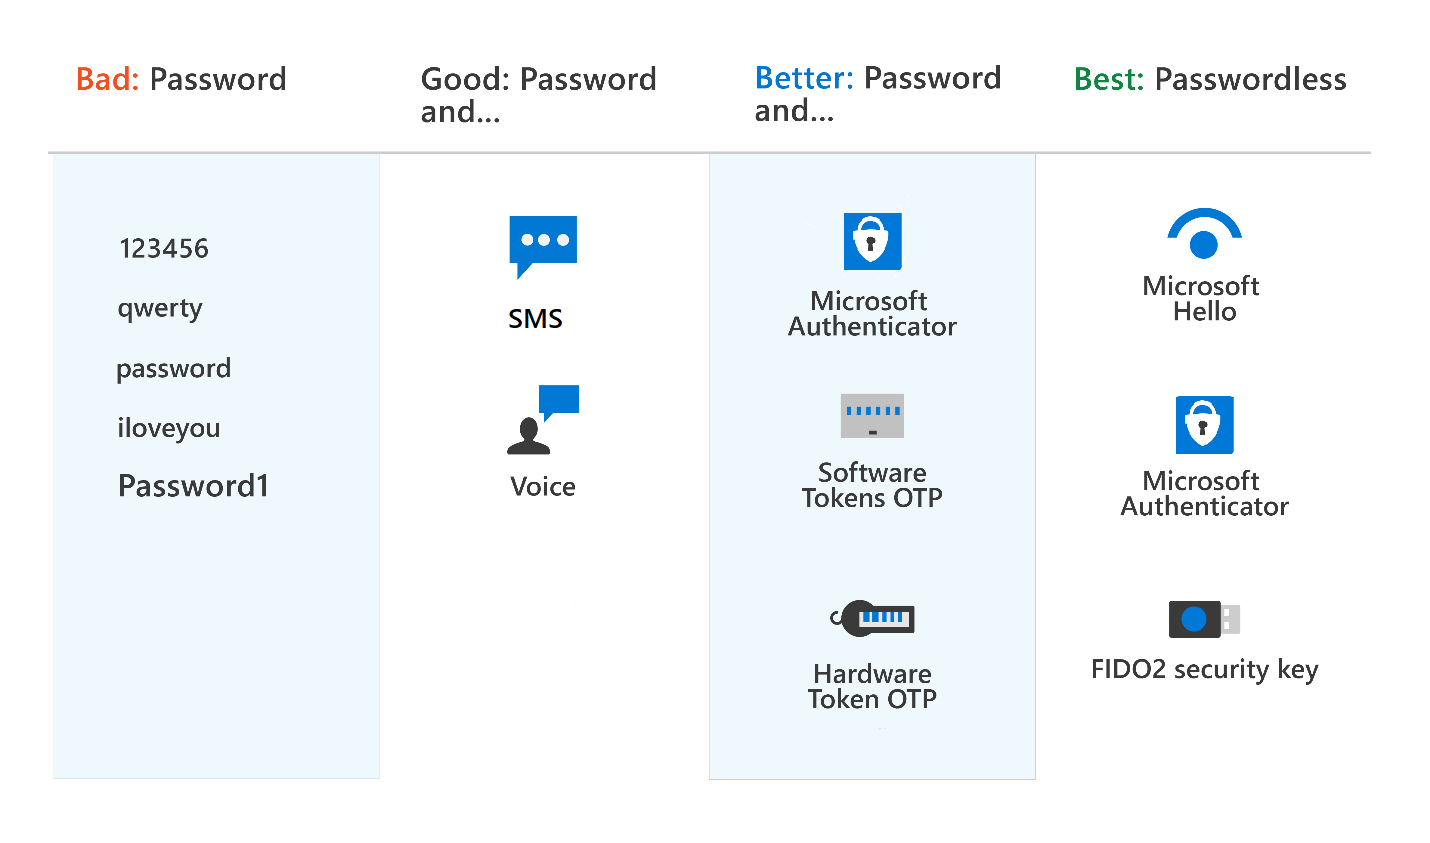 Bad: Password
Good: Password
and...
Better: Password
and...
Best: Passwordless
123456
qwerty
password
iloveyou
Password1
SMS
Voice
Microsoft
Authenticator
Software
Tokens OTP
Hardware
Token OTP
Microsoft
Hello
Microsoft
Authenticator
FIDO2 security key